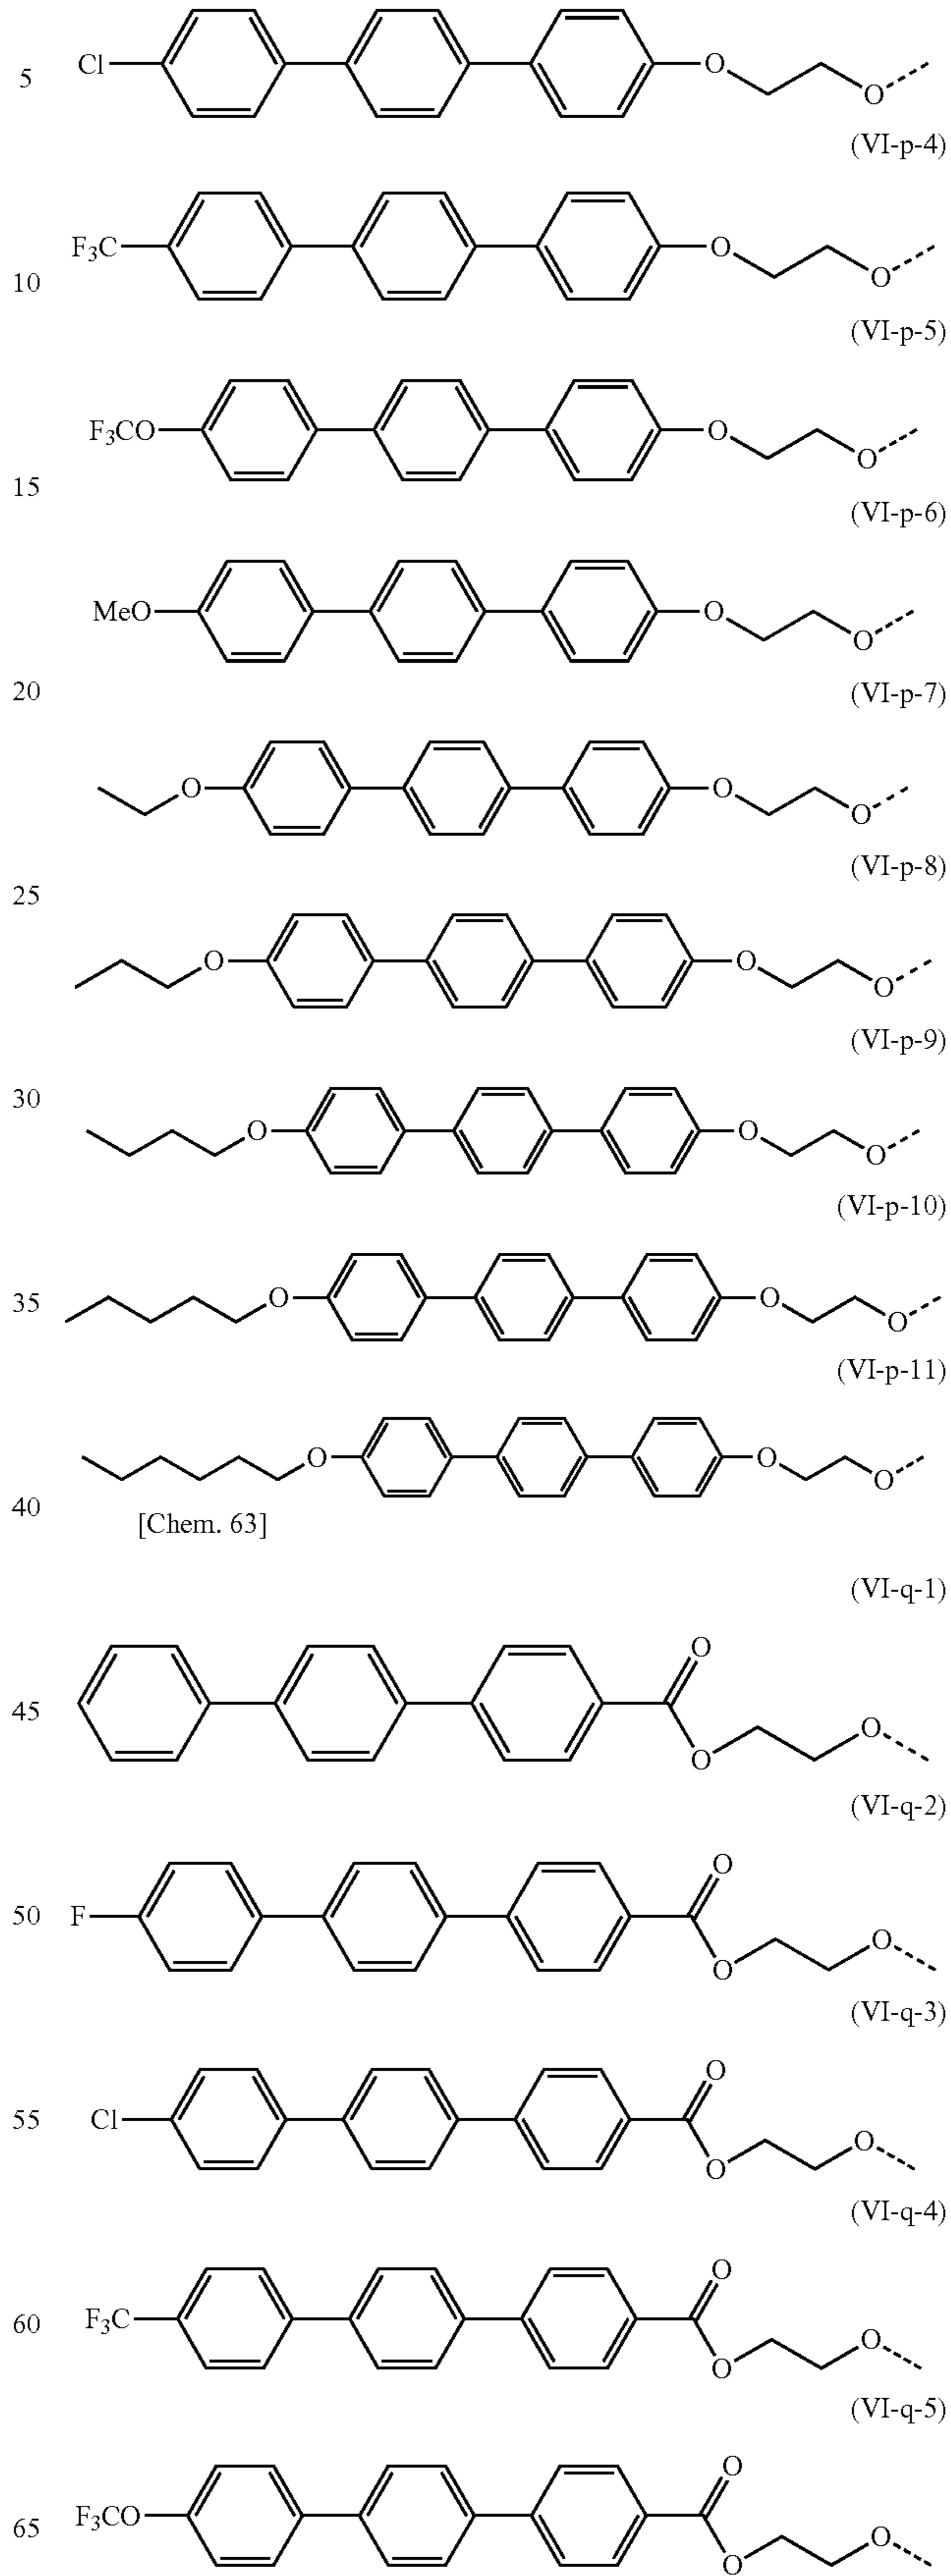 5 Cl O O
(VI-p-4)
10 F₃C O O
(VI-p-5)
15 F₃CO O O
(VI-p-6)
MeO O O
20 (VI-p-7)
O O O
(VI-p-8)
25
O O O
(VI-p-9)
30 O O O
(VI-p-10)
35 O O O
(VI-p-11)
O O O
40 [Chem. 63]
(VI-q-1)
O
45 O O
(VI-q-2)
O
50 F O O
(VI-q-3)
O
55 Cl O O
(VI-q-4)
O
60 F₃C O O
(VI-q-5)
O
65 F₃CO O O